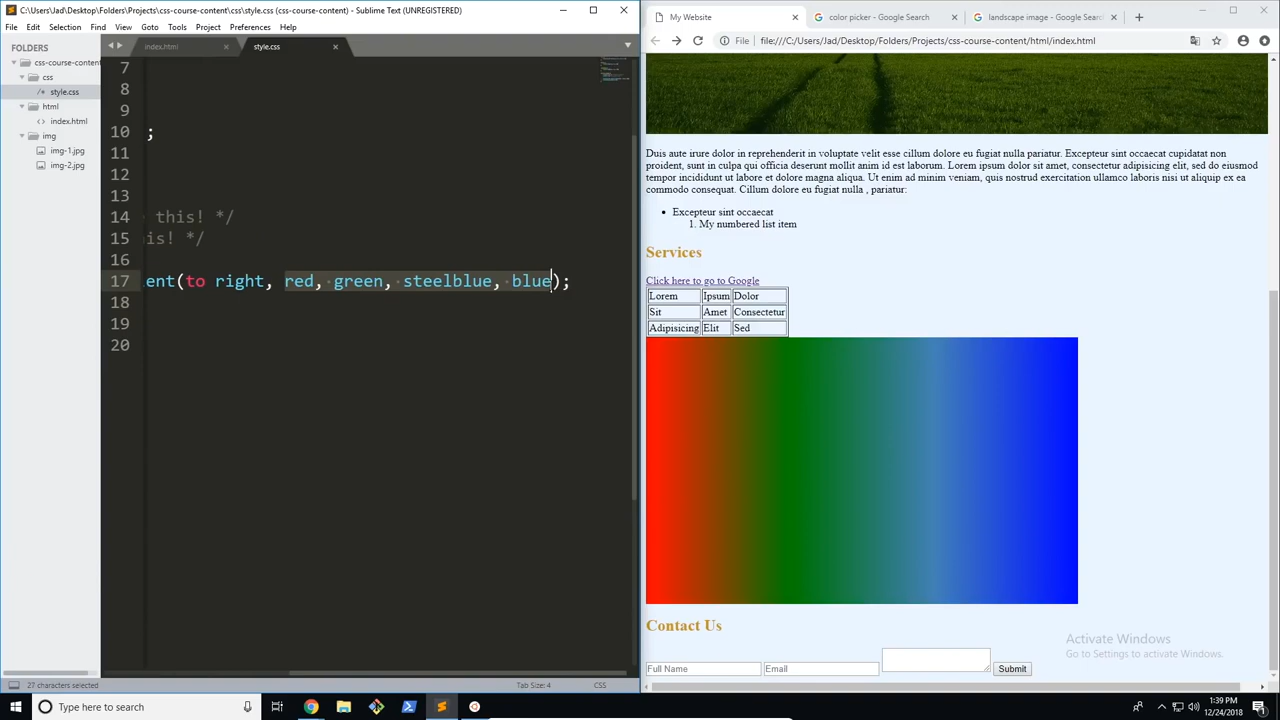 C:\Users\Jad\Desktop\Folders\Projects\css-course-content\css\style.css (css-course-content) - Sublime Text (UNREGISTERED)
File Edit Selection Find View Goto Tools Project Preferences Help
FOLDERS
css-course-content
css
/* style.css
html
<> index.html
img
img-1.jpg
img-2.jpg
index.html
style.css
7
8
9
10 ;
11
12
13
14 this! */
15 is! */
16
17 ent(to right, red, green, steelblue, blue);
18
19
20
27 characters selected
Tab Size: 4
CSS
My Website
color picker - Google Search
landscape image - Google Searc
File file:///C:/Users/Jad/Desktop/Folders/Projects/css-course-content/html/index.html
Duis aute irure dolor in reprehenderit in voluptate velit esse cillum dolore eu fugiat nulla pariatur. Excepteur sint occaecat cupidatat non
proident, sunt in culpa qui officia deserunt mollit anim id est laborum. Lorem ipsum dolor sit amet, consectetur adipisicing elit, sed do eiusmod
tempor incididunt ut labore et dolore magna aliqua. Ut enim ad minim veniam, quis nostrud exercitation ullamco laboris nisi ut aliquip ex ea
commodo consequat. Cillum dolore eu fugiat nulla , pariatur:
• Excepteur sint occaecat
1. My numbered list item
Services
Click here to go to Google
Lorem Ipsum Dolor
Sit Amet Consectetur
Adipisicing Elit Sed
Contact Us
Full Name Email Submit
Activate Windows
Go to Settings to activate Windows.
Type here to search
1:39 PM
12/24/2018